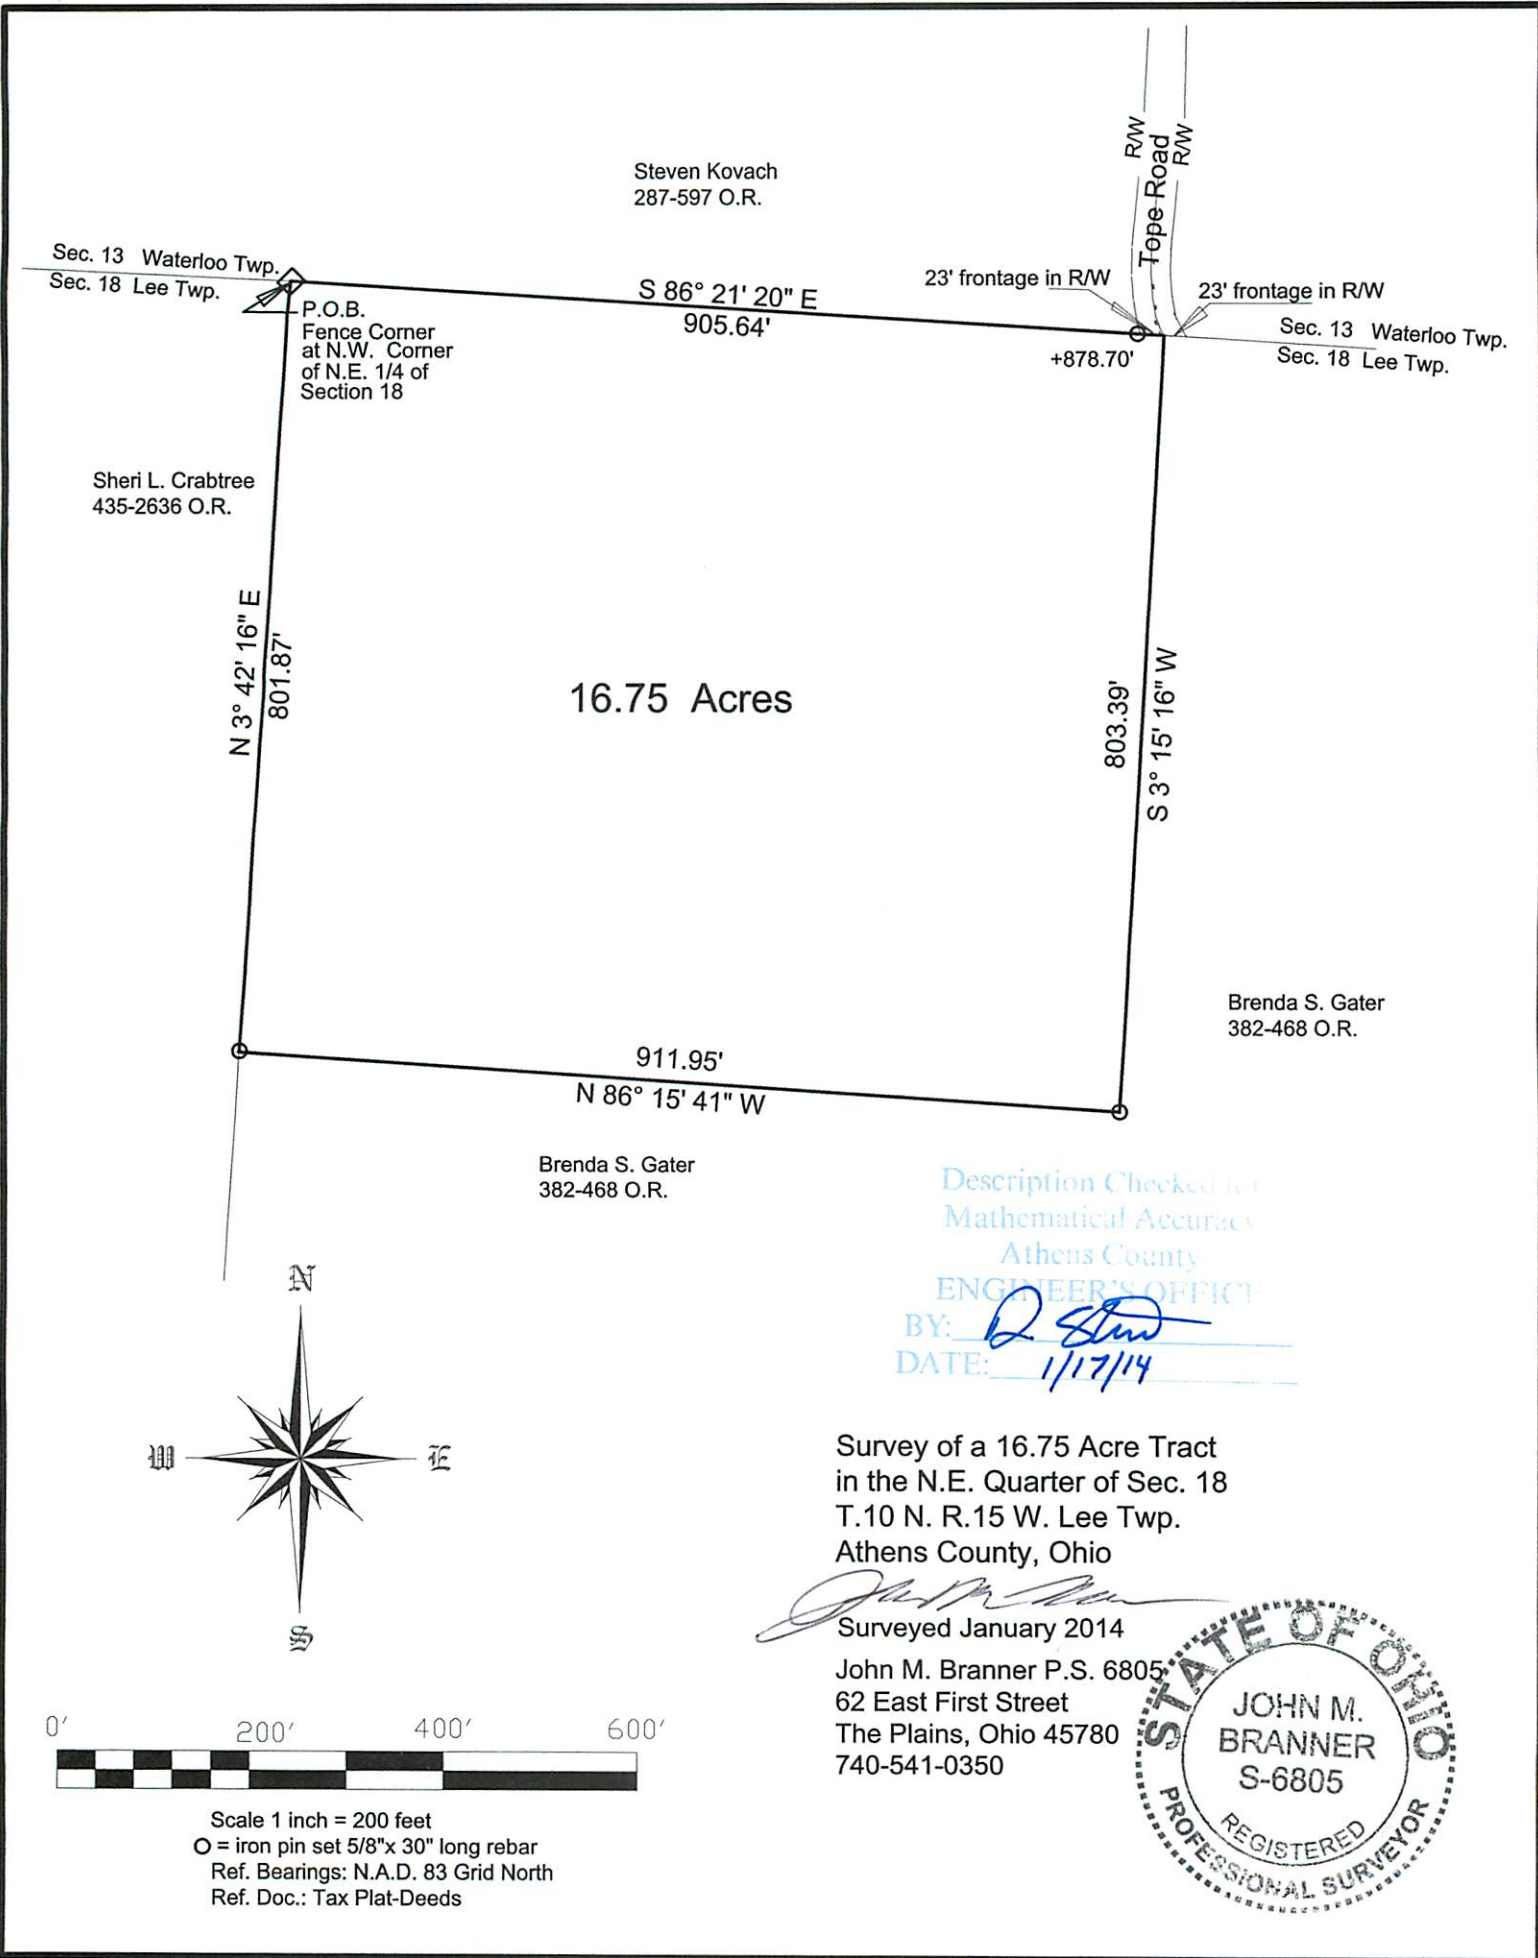 R/W
Tope Road
R/W
Steven Kovach
287-597 O.R.
Sec. 13 Waterloo Twp.
Sec. 18 Lee Twp.
S 86° 21' 20" E
905.64'
23' frontage in R/W
23' frontage in R/W
+878.70'
Sec. 13 Waterloo Twp.
Sec. 18 Lee Twp.
P.O.B.
Fence Corner
at N.W. Corner
of N.E. 1/4 of
Section 18
Sheri L. Crabtree
435-2636 O.R.
N 3° 42' 16" E
801.87'
16.75 Acres
803.39'
S 3° 15' 16" W
Brenda S. Gater
382-468 O.R.
911.95'
N 86° 15' 41" W
Brenda S. Gater
382-468 O.R.
Description Checked for
Mathematical Accuracy
Athens County
ENGINEER'S OFFICE
BY:
DATE: 1/17/14
N
W
E
S
Survey of a 16.75 Acre Tract
in the N.E. Quarter of Sec. 18
T.10 N. R.15 W. Lee Twp.
Athens County, Ohio
Surveyed January 2014
John M. Branner P.S. 6805
62 East First Street
The Plains, Ohio 45780
740-541-0350
STATE OF OHIO
JOHN M.
BRANNER
S-6805
REGISTERED
PROFESSIONAL SURVEYOR
0' 200' 400' 600'
Scale 1 inch = 200 feet
O = iron pin set 5/8"x 30" long rebar
Ref. Bearings: N.A.D. 83 Grid North
Ref. Doc.: Tax Plat-Deeds